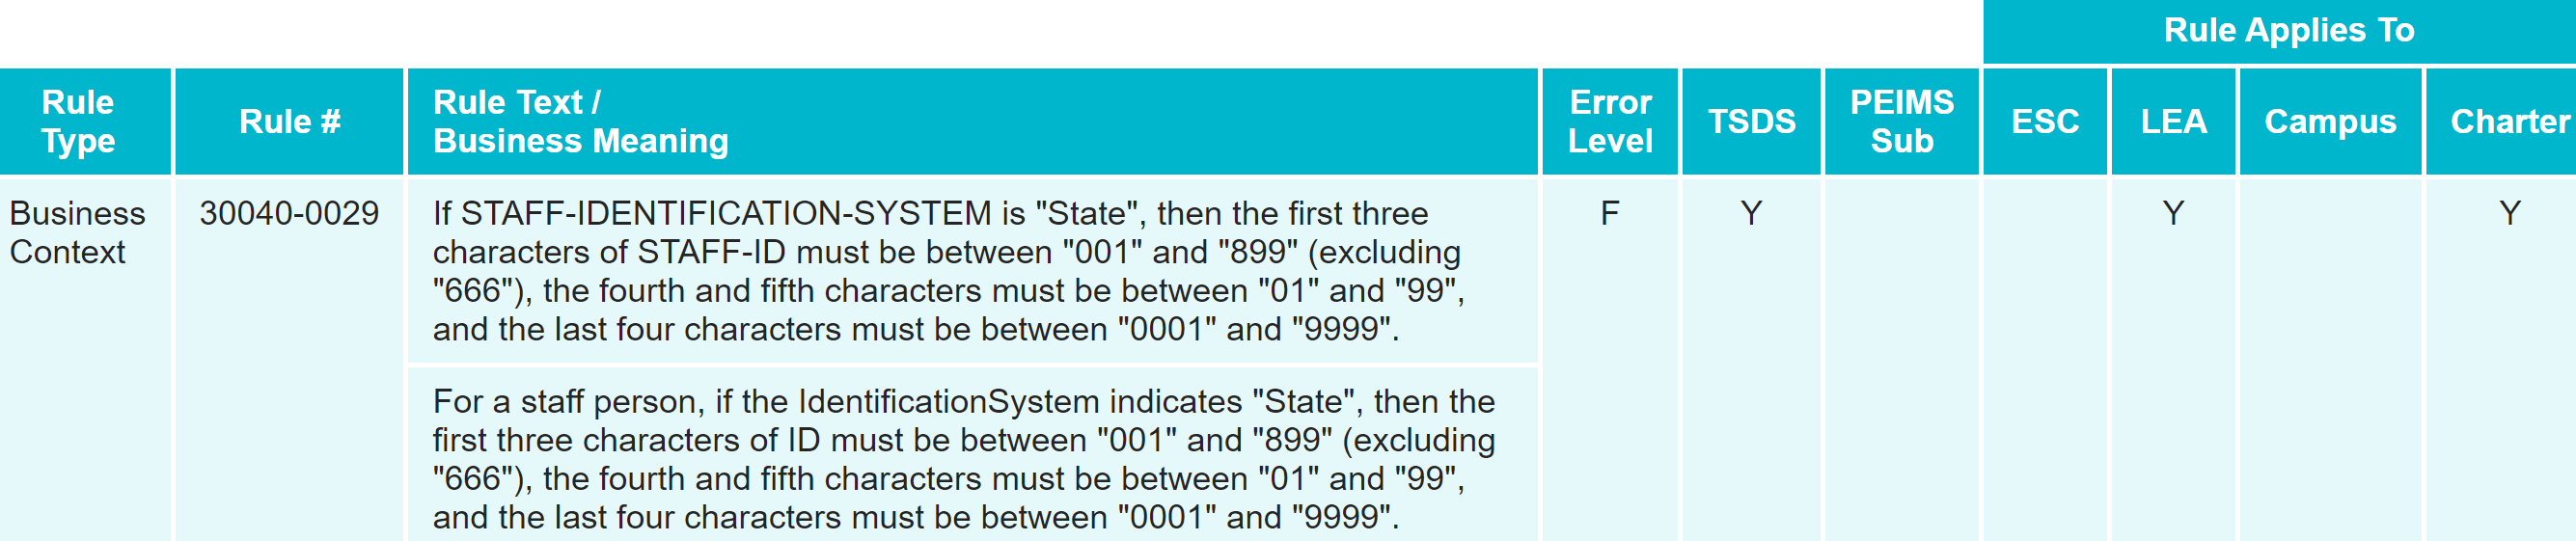 Rule Applies To
Rule Type
Rule #
Rule Text /
Business Meaning
Error Level
TSDS
PEIMS Sub
ESC
LEA
Campus
Charter
Business Context
30040-0029
If STAFF-IDENTIFICATION-SYSTEM is "State", then the first three
characters of STAFF-ID must be between "001" and "899" (excluding
"666"), the fourth and fifth characters must be between "01" and "99",
and the last four characters must be between "0001" and "9999".
F
Y
Y
Y
For a staff person, if the IdentificationSystem indicates "State", then the
first three characters of ID must be between "001" and "899" (excluding
"666"), the fourth and fifth characters must be between "01" and "99",
and the last four characters must be between "0001" and "9999".